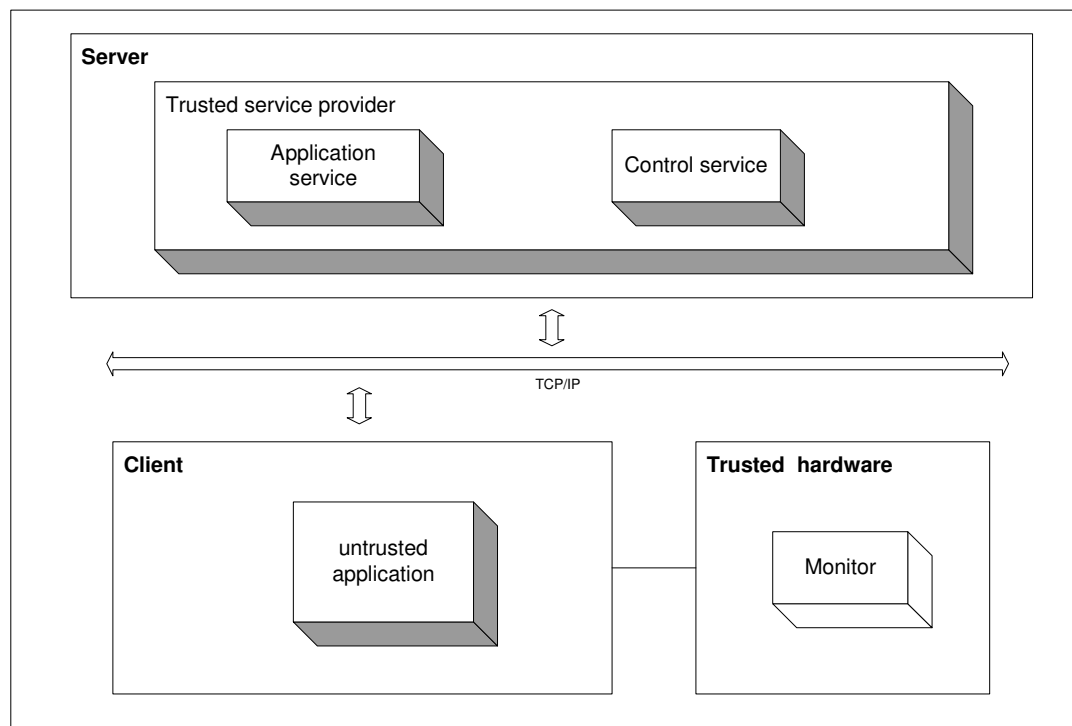 Server
Trusted service provider
Application
service
Control service
TCP/IP
Client
Trusted hardware
untrusted
application
Monitor